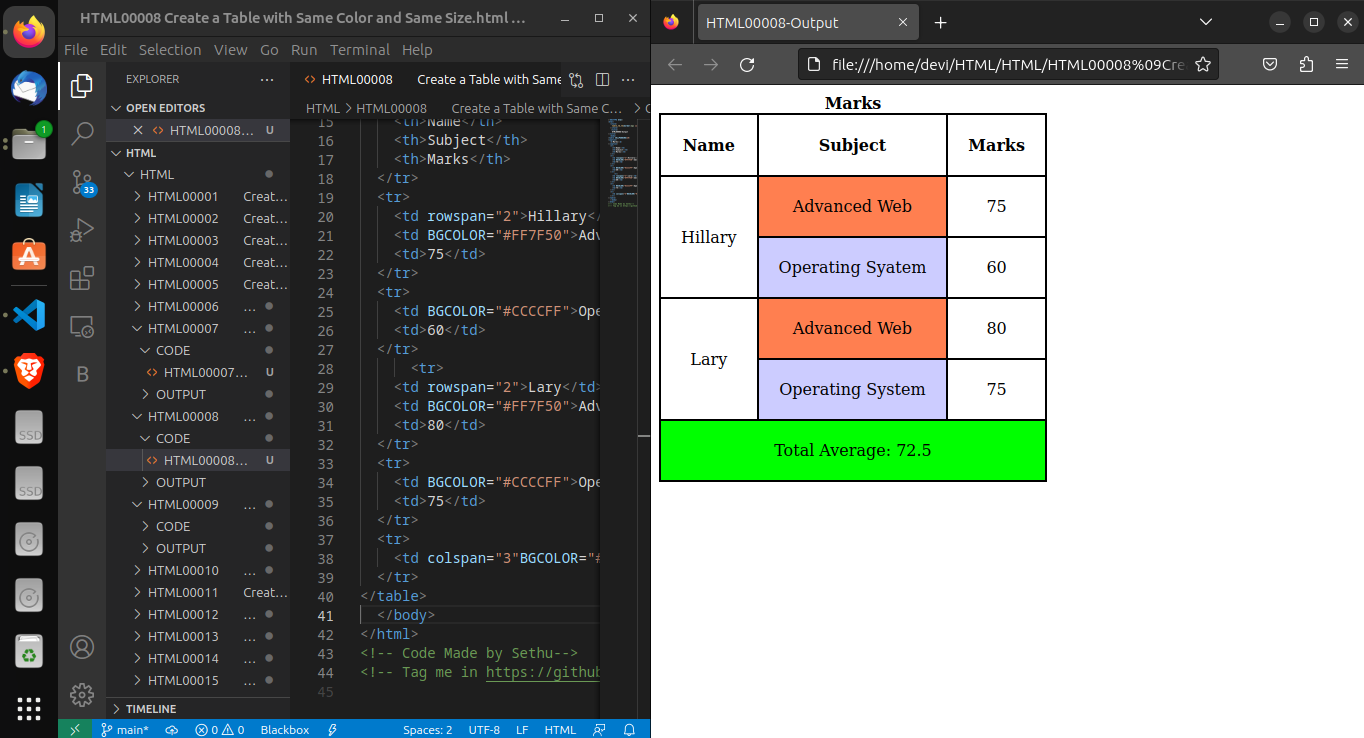 HTML00008 Create a Table with Same Color and Same Size.html ...
File Edit Selection View Go Run Terminal Help
EXPLORER
OPEN EDITORS
HTML00008... U
HTML
HTML
HTML00001 Creat...
HTML00002 Creat...
HTML00003 Creat...
HTML00004 Creat...
HTML00005 Creat...
HTML00006 ...
HTML00007 ...
CODE
HTML00007... U
OUTPUT
HTML00008 ...
CODE
HTML00008... U
OUTPUT
HTML00009 ...
CODE
OUTPUT
HTML00010 ...
HTML00011 Creat...
HTML00012 ...
HTML00013 ...
HTML00014 ...
HTML00015 ...
TIMELINE
1
33
B
SSD
SSD
HTML00008 Create a Table with Same
HTML > HTML00008 Create a Table with Same C... >
15 <th>Name</th>
16 <th>Subject</th>
17 <th>Marks</th>
18 </tr>
19 <tr>
20 <td rowspan="2">Hillary</
21 <td BGCOLOR="#FF7F50">Adv
22 <td>75</td>
23 </tr>
24 <tr>
25 <td BGCOLOR="#CCCCFF">Ope
26 <td>60</td>
27 </tr>
28 <tr>
29 <td rowspan="2">Lary</td>
30 <td BGCOLOR="#FF7F50">Adv
31 <td>80</td>
32 </tr>
33 <tr>
34 <td BGCOLOR="#CCCCFF">Ope
35 <td>75</td>
36 </tr>
37 <tr>
38 <td colspan="3"BGCOLOR="#
39 </tr>
40 </table>
41 </body>
42 </html>
43 <!-- Code Made by Sethu-->
44 <!-- Tag me in https://github
45
main* 0 0 Blackbox Spaces: 2 UTF-8 LF HTML
HTML00008-Output
file:///home/devi/HTML/HTML/HTML00008%09Cre
Marks
Name Subject Marks
Hillary Advanced Web 75
Operating Syatem 60
Lary Advanced Web 80
Operating System 75
Total Average: 72.5